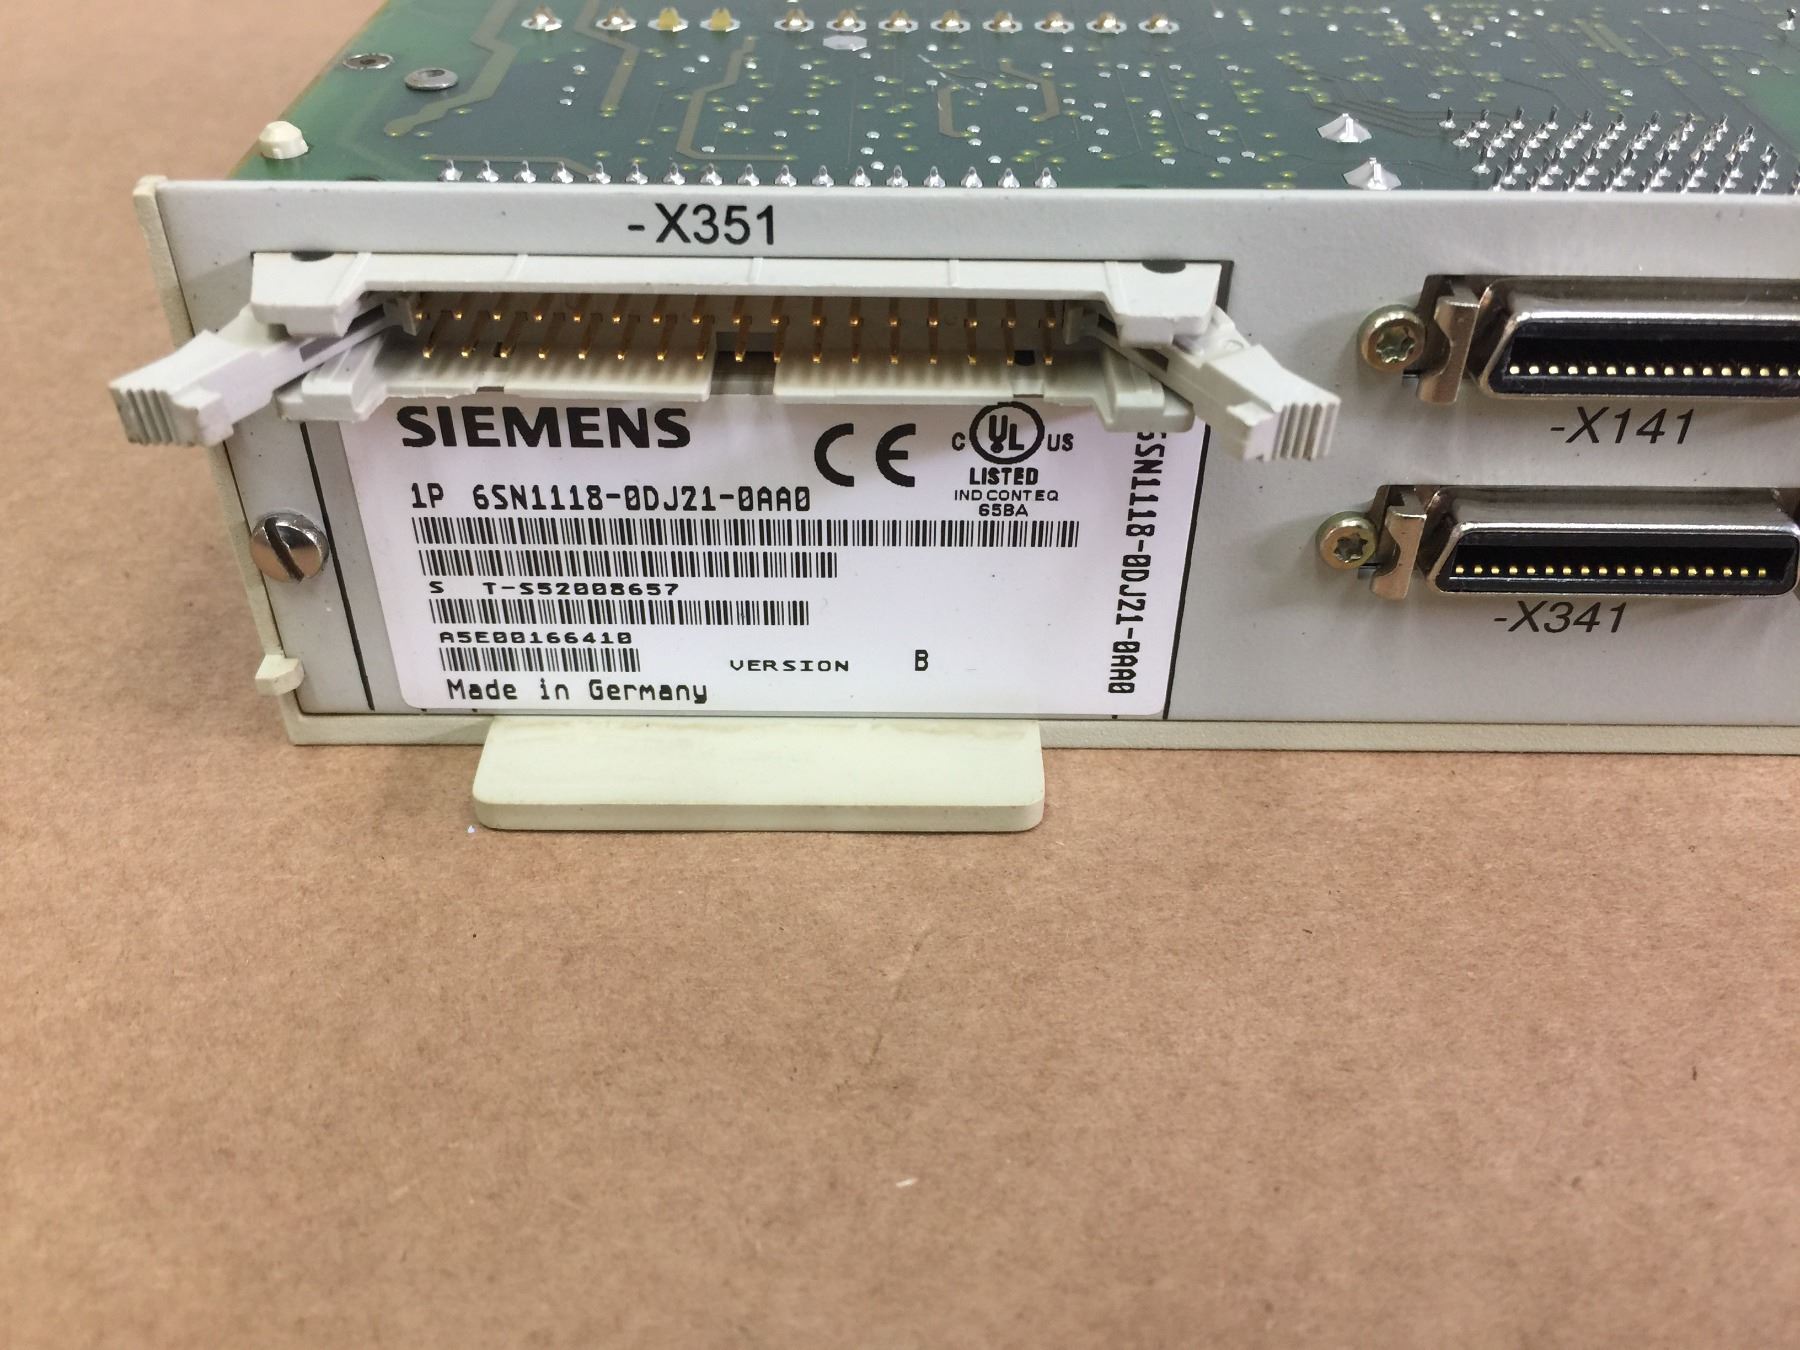 -X351
SIEMENS
CE
C UL US
LISTED
IND CONT EQ
65BA
1P 6SN1118-0DJ21-0AA0
S T-S52008657
A5E00166410
VERSION B
Made in Germany
6SN1118-0DJ21-0AA0
-X141
-X341